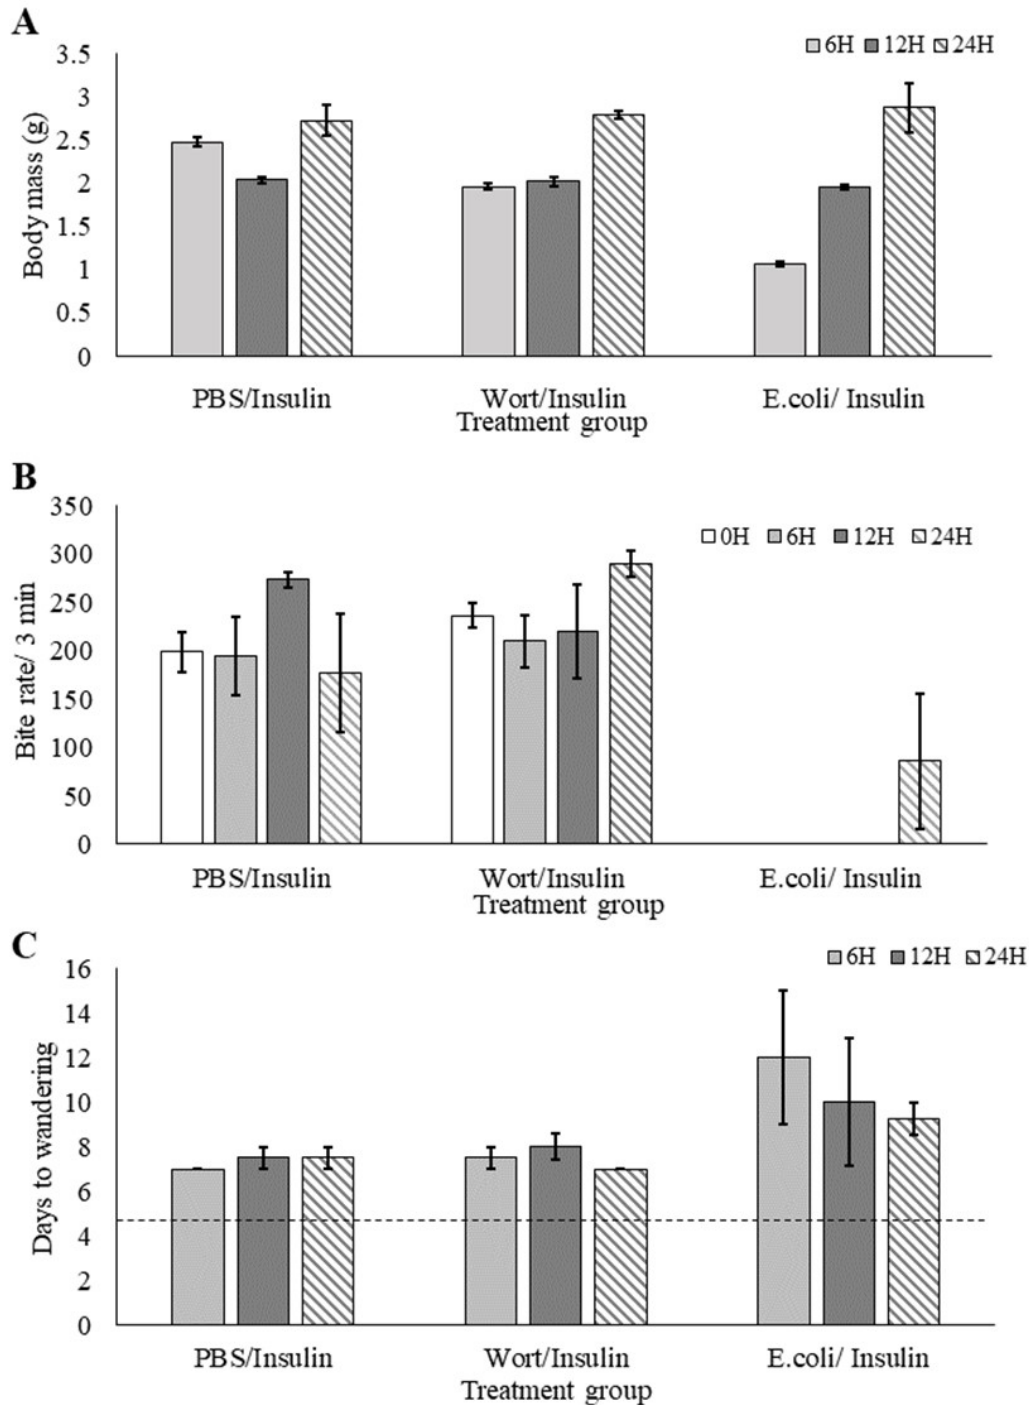 A
6H 12H 24H
3.5
3
2.5
2
1.5
1
0.5
0
Body mass (g)
PBS/Insulin Wort/Insulin E.coli/ Insulin
Treatment group
B
350
300
250
200
150
100
50
0
0H 6H 12H 24H
Bite rate/ 3 min
PBS/Insulin Wort/Insulin E.coli/ Insulin
Treatment group
C
6H 12H 24H
16
14
12
10
8
6
4
2
0
Days to wandering
PBS/Insulin Wort/Insulin E.coli/ Insulin
Treatment group